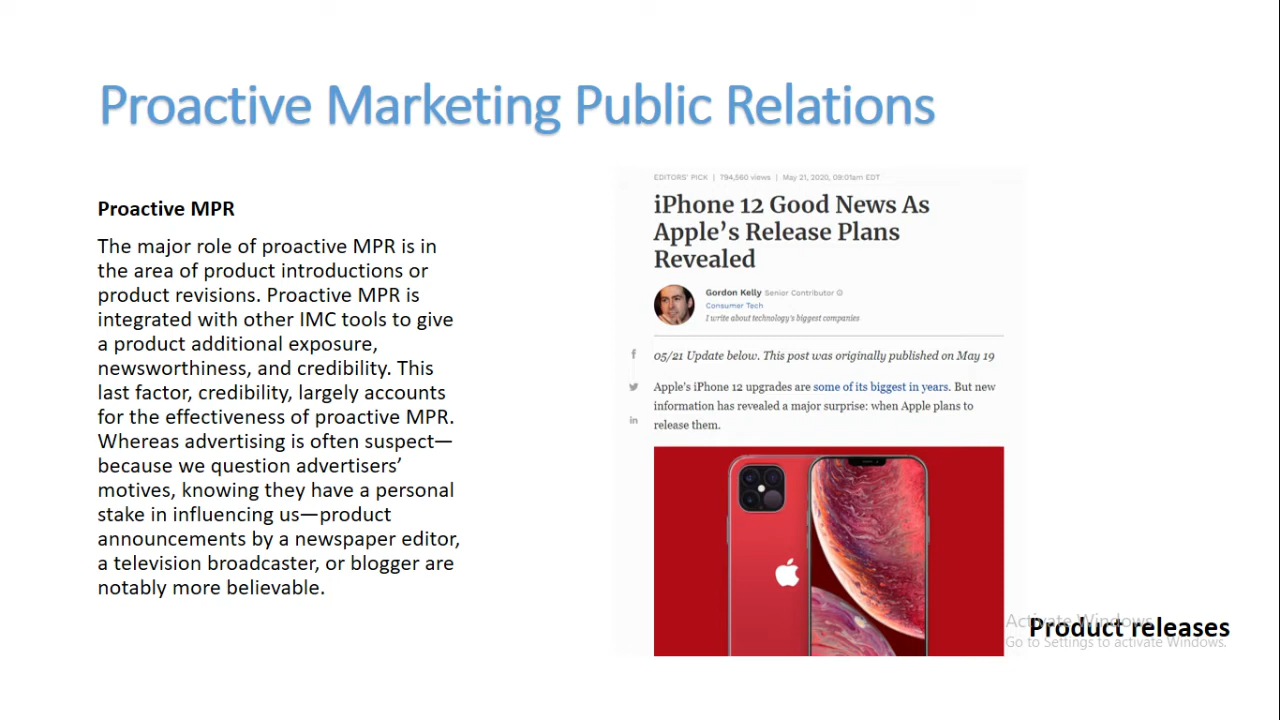 Proactive Marketing Public Relations
Proactive MPR
The major role of proactive MPR is in
the area of product introductions or
product revisions. Proactive MPR is
integrated with other IMC tools to give
a product additional exposure,
newsworthiness, and credibility. This
last factor, credibility, largely accounts
for the effectiveness of proactive MPR.
Whereas advertising is often suspect—
because we question advertisers’
motives, knowing they have a personal
stake in influencing us—product
announcements by a newspaper editor,
a television broadcaster, or blogger are
notably more believable.
EDITORS' PICK | 794,560 views | May 21, 2020, 09:01am EDT
iPhone 12 Good News As
Apple’s Release Plans
Revealed
Gordon Kelly Senior Contributor
Consumer Tech
I write about technology's biggest companies
05/21 Update below. This post was originally published on May 19
Apple's iPhone 12 upgrades are some of its biggest in years. But new
information has revealed a major surprise: when Apple plans to
release them.
Product releases
Activate Windows
Go to Settings to activate Windows.